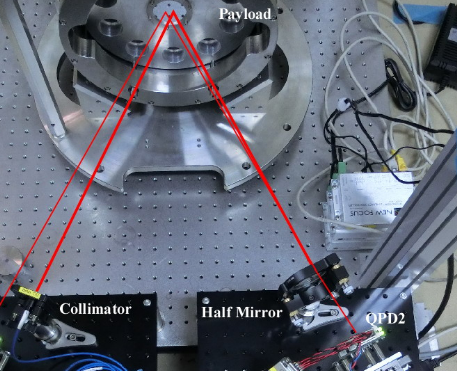 Payload
NEW FOCUS
Collimator
Half Mirror
QPD2